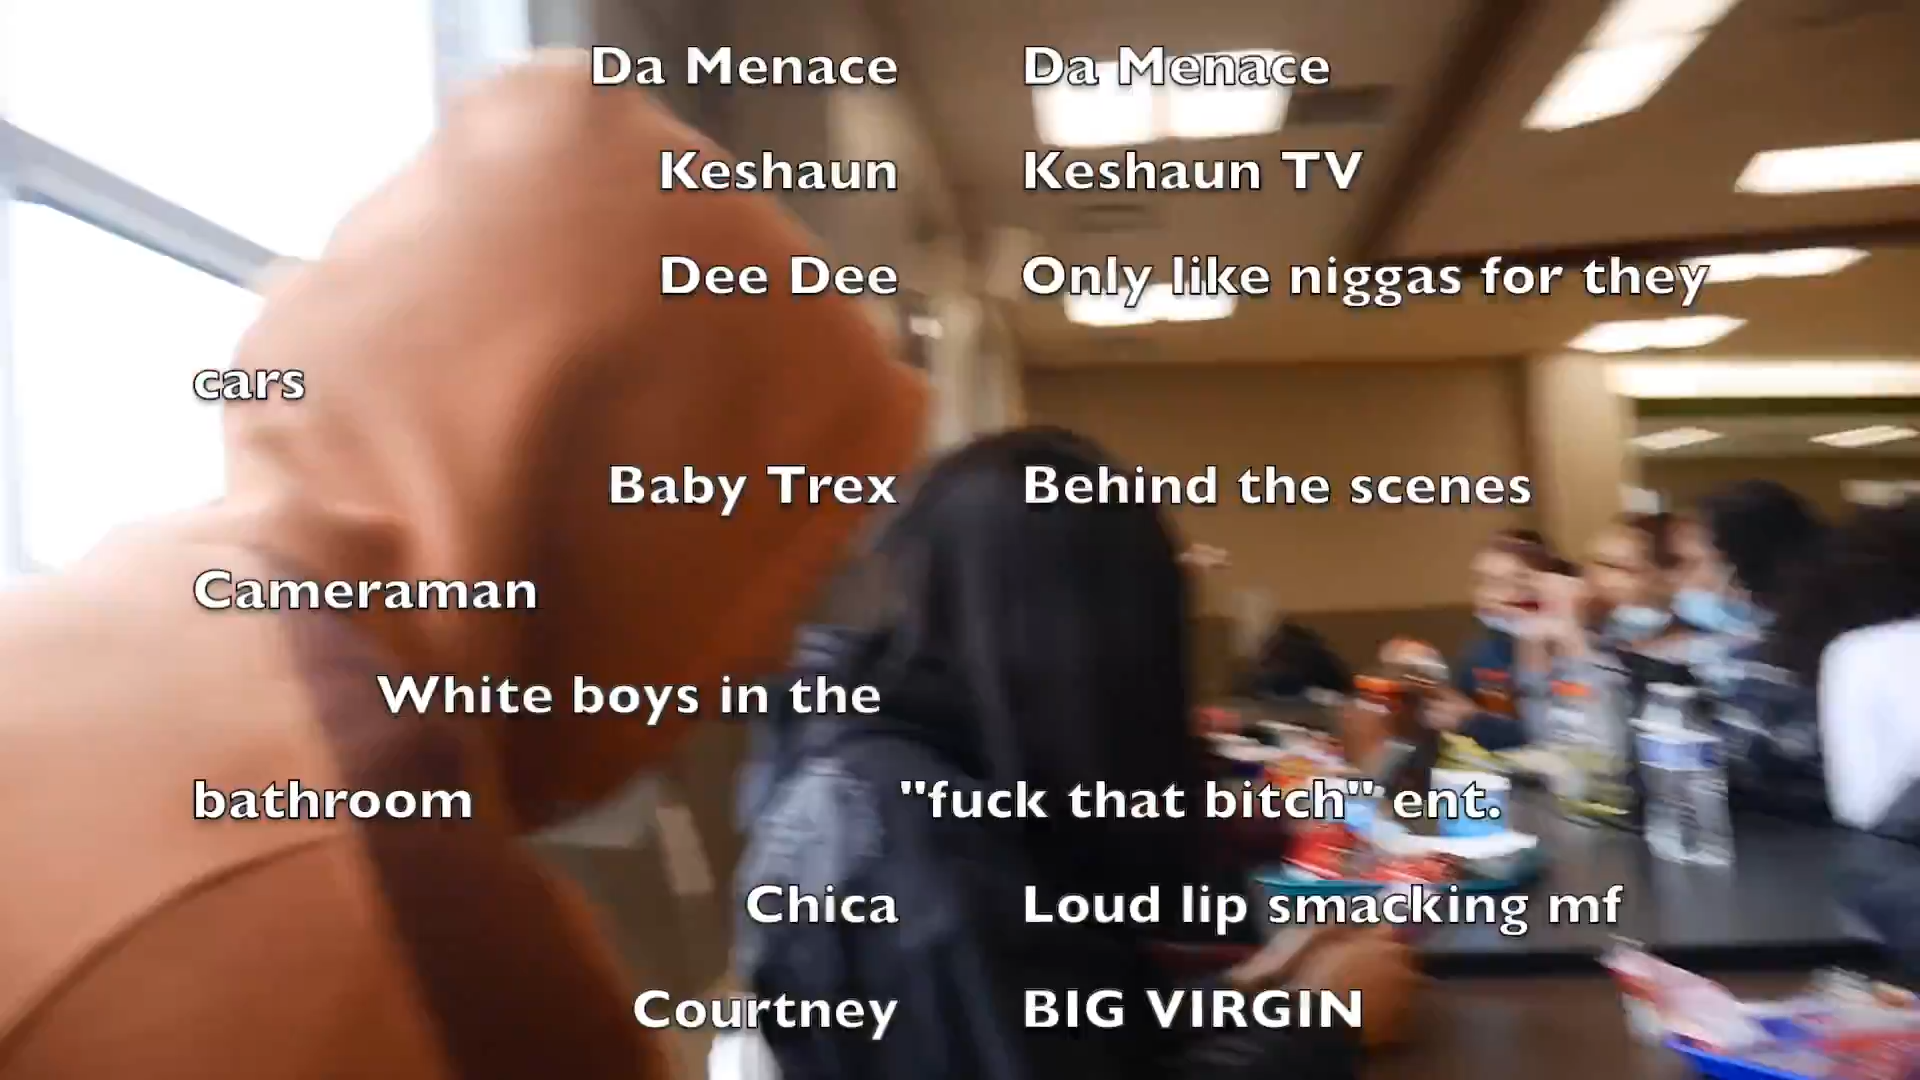 Da Menace Da Menace
Keshaun Keshaun TV
Dee Dee Only like niggas for they
cars
Baby Trex Behind the scenes
Cameraman
White boys in the
bathroom "fuck that bitch" ent.
Chica Loud lip smacking mf
Courtney BIG VIRGIN